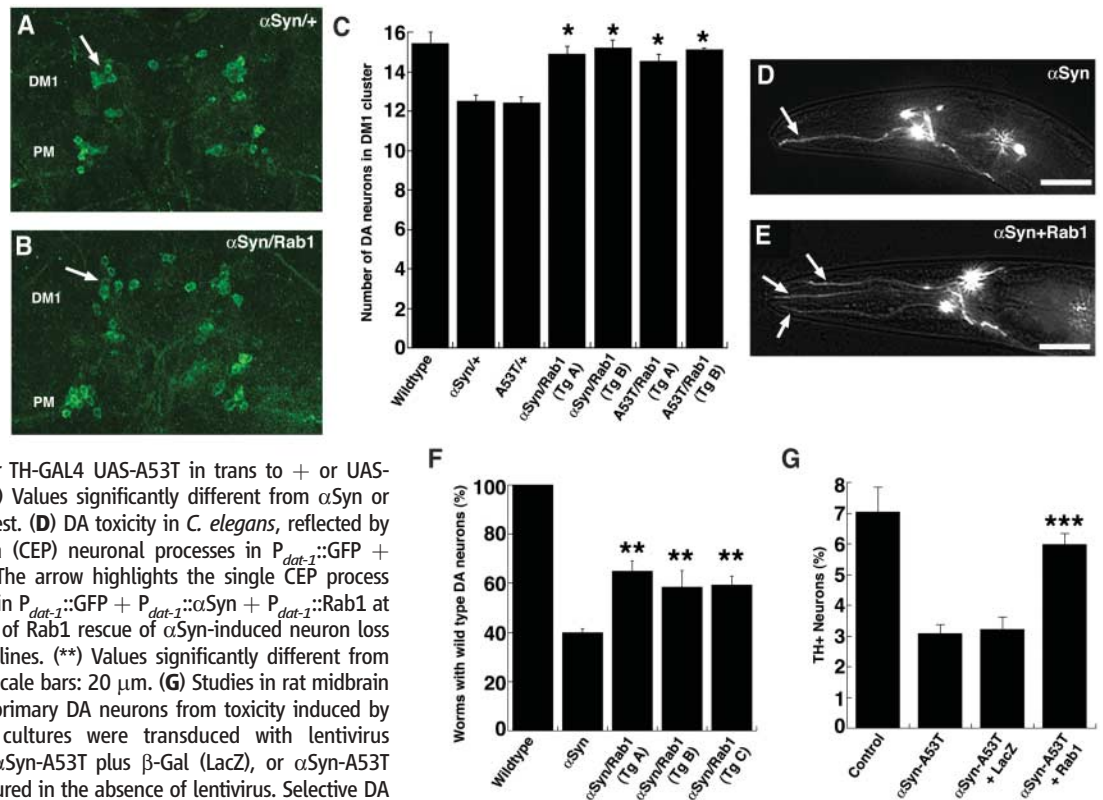 A
αSyn/+
DM1
PM
B
αSyn/Rab1
DM1
PM
C
Number of DA neurons in DM1 cluster
16
14
12
10
8
6
4
2
0
* * * *
Wildtype
αSyn/+
A53T/+
αSyn/Rab1 (Tg A)
αSyn/Rab1 (Tg B)
A53T/Rab1 (Tg A)
A53T/Rab1 (Tg B)
D
αSyn
E
αSyn+Rab1
r TH-GAL4 UAS-A53T in trans to + or UAS-
) Values significantly different from αSyn or
est. (D) DA toxicity in C. elegans, reflected by
(CEP) neuronal processes in Pdat-1::GFP +
The arrow highlights the single CEP process
in Pdat-1::GFP + Pdat-1::αSyn + Pdat-1::Rab1 at
of Rab1 rescue of αSyn-induced neuron loss
lines. (**) Values significantly different from
cale bars: 20 μm. (G) Studies in rat midbrain
primary DA neurons from toxicity induced by
cultures were transduced with lentivirus
αSyn-A53T plus β-Gal (LacZ), or αSyn-A53T
ured in the absence of lentivirus. Selective DA
F
Worms with wild type DA neurons (%)
100
80
60
40
20
0
** ** **
Wildtype
αSyn
αSyn/Rab1 (Tg A)
αSyn/Rab1 (Tg B)
αSyn/Rab1 (Tg C)
G
TH+ Neurons (%)
8
7
6
5
4
3
2
1
0
***
Control
αSyn-A53T
αSyn-A53T + LacZ
αSyn-A53T + Rab1